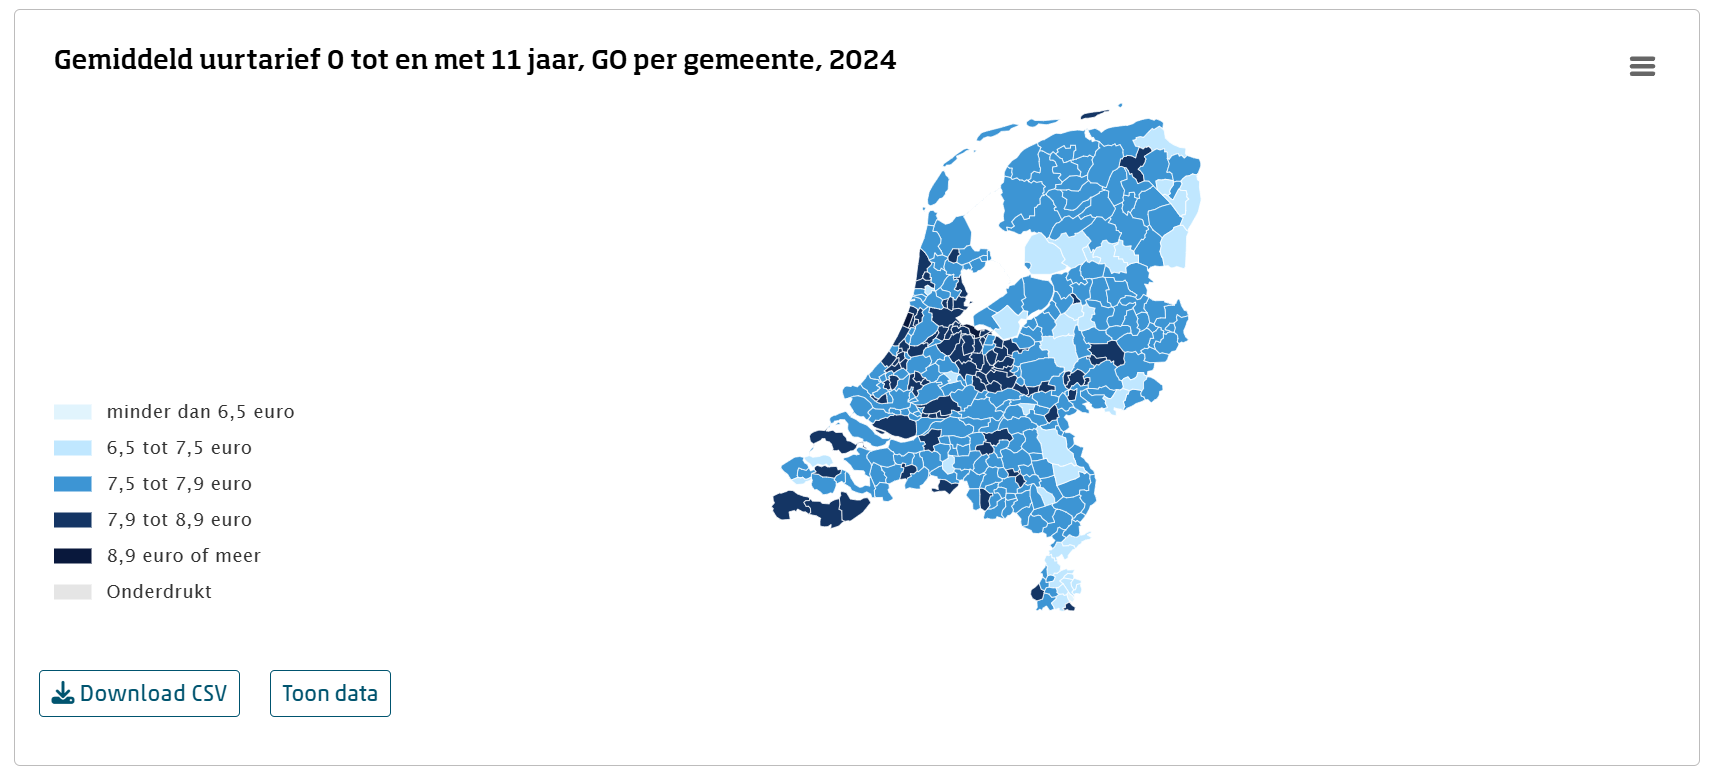 Gemiddeld uurtarief 0 tot en met 11 jaar, GO per gemeente, 2024
minder dan 6,5 euro
6,5 tot 7,5 euro
7,5 tot 7,9 euro
7,9 tot 8,9 euro
8,9 euro of meer
Onderdrukt
Download CSV
Toon data